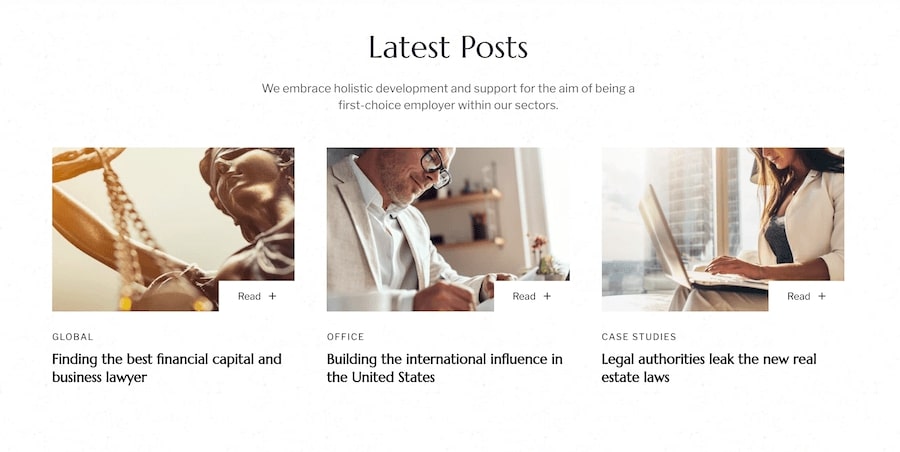 Latest Posts
We embrace holistic development and support for the aim of being a
first-choice employer within our sectors.
Read +
Read +
Read +
GLOBAL
Finding the best financial capital and
business lawyer
OFFICE
Building the international influence in
the United States
CASE STUDIES
Legal authorities leak the new real
estate laws